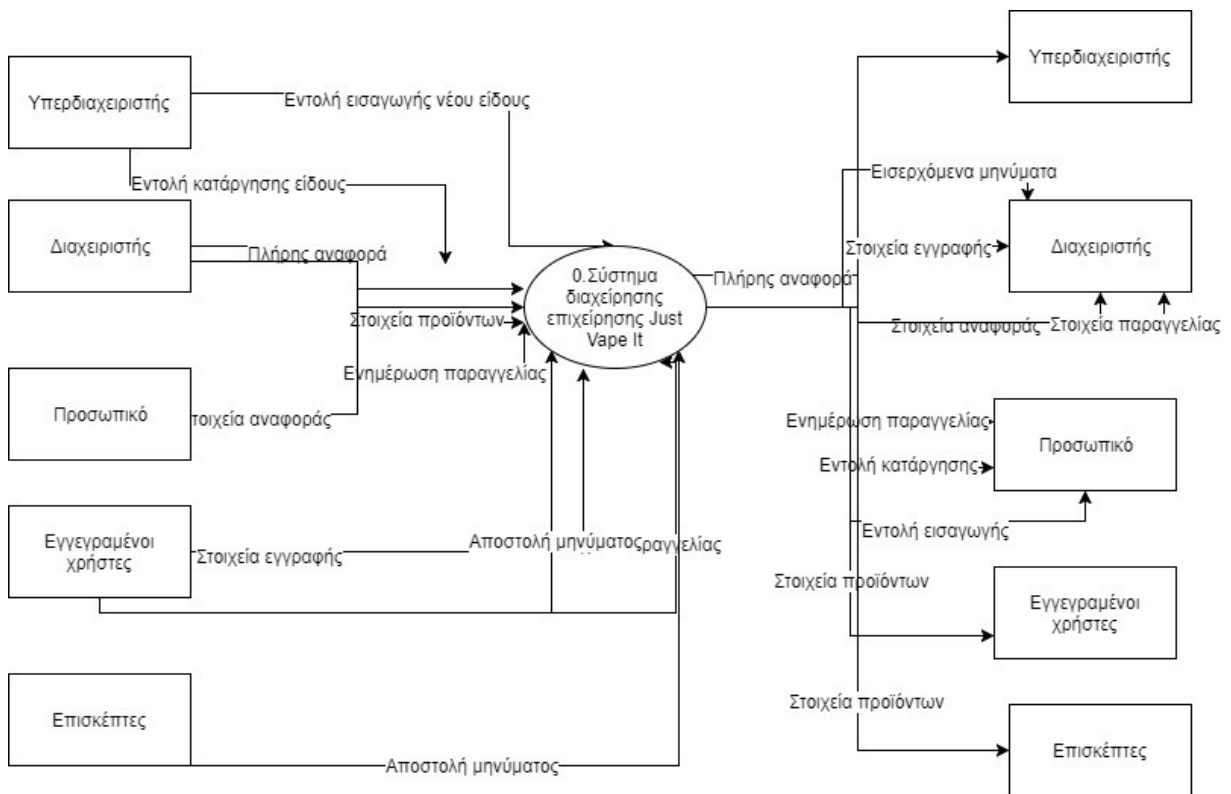 Υπερδιαχειριστής
Εντολή εισαγωγής νέου είδους
Εντολή κατάργησης είδους
Διαχειριστής
Πλήρης αναφορά
Στοιχεία προϊόντων
Ενημέρωση παραγγελίας
Προσωπικό
τοιχεία αναφοράς
Εγγεγραμένοι
χρήστες
Στοιχεία εγγραφής
Αποστολή μηνύματος
ραγγελίας
Επισκέπτες
Αποστολή μηνύματος
0.Σύστημα
διαχείρησης
επιχείρησης Just
Vape It
Πλήρης αναφορά
Υπερδιαχειριστής
Εισερχόμενα μηνύματα
Στοιχεία εγγραφής
Διαχειριστής
Στοιχεία αναφοράς
Στοιχεία παραγγελίας
Ενημέρωση παραγγελίας
Προσωπικό
Εντολή κατάργησης
Εντολή εισαγωγής
Στοιχεία προϊόντων
Εγγεγραμένοι
χρήστες
Στοιχεία προϊόντων
Επισκέπτες